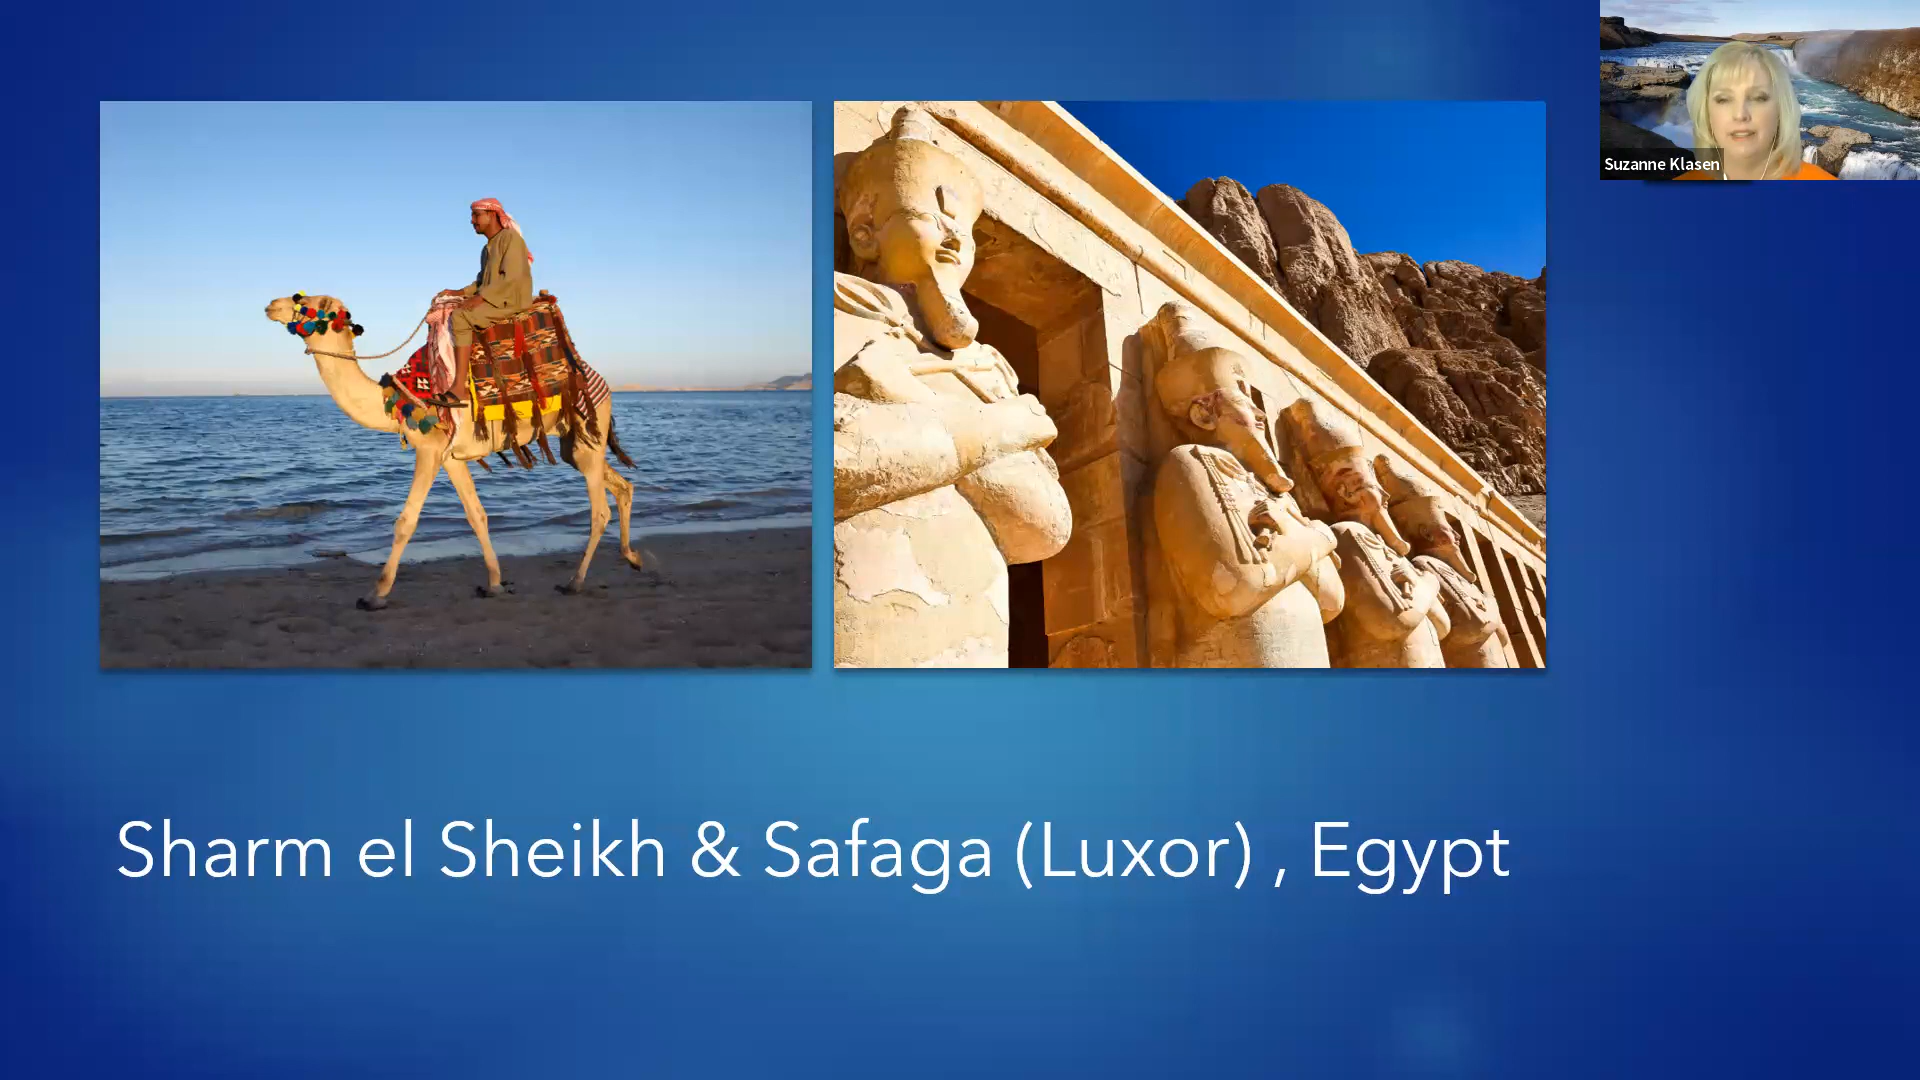 Suzanne Klasen
Sharm el Sheikh & Safaga (Luxor) , Egypt